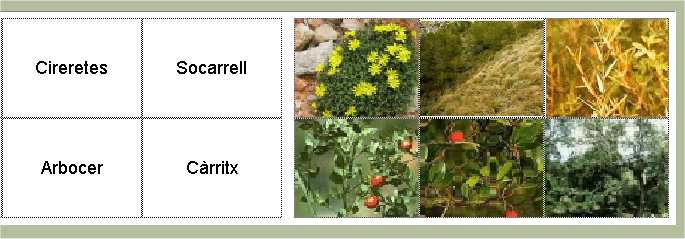 Cireretes
Socarrell
Arbocer
Càrritx